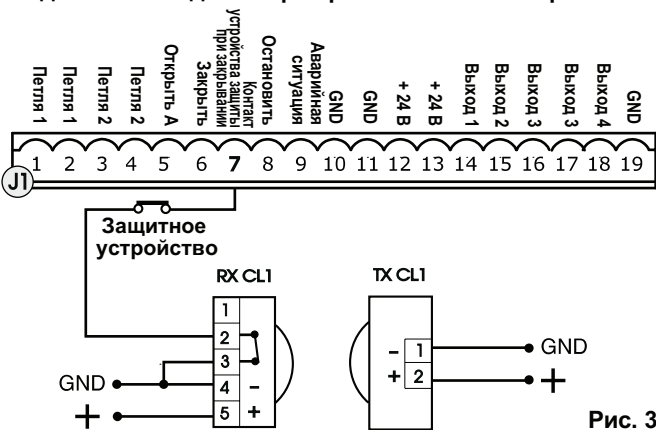 Петля 1
Петля 1
Петля 2
Петля 2
Открыть А
Закрыть
Контакт
устройства защиты
при закрывании
Остановить
Аварийная
ситуация
GND
GND
+ 24 В
+ 24 В
Выход 1
Выход 2
Выход 3
Выход 3
Выход 4
GND
1 2 3 4 5 6 7 8 9 10 11 12 13 14 15 16 17 18 19
J1
Защитное
устройство
RX CL1
TX CL1
1
2
3
4 -
5 +
GND
+
- 1
+ 2
GND
+
Рис. 3